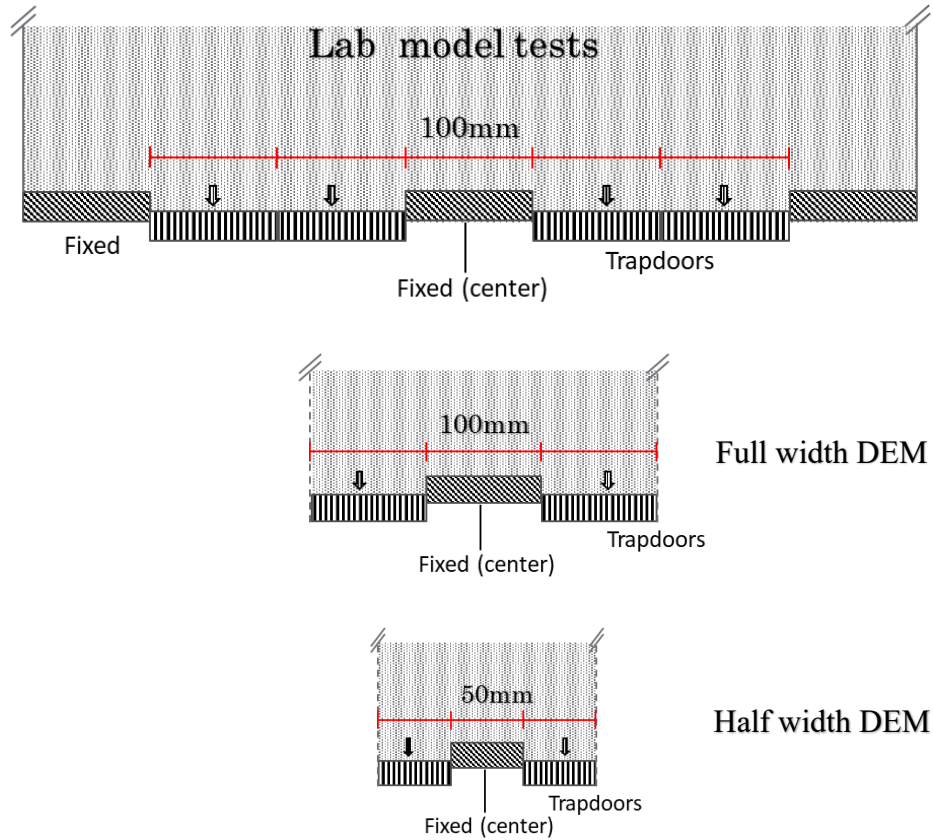 Lab model tests
100mm
Fixed
Trapdoors
Fixed (center)
100mm
Full width DEM
Trapdoors
Fixed (center)
50mm
Half width DEM
Trapdoors
Fixed (center)